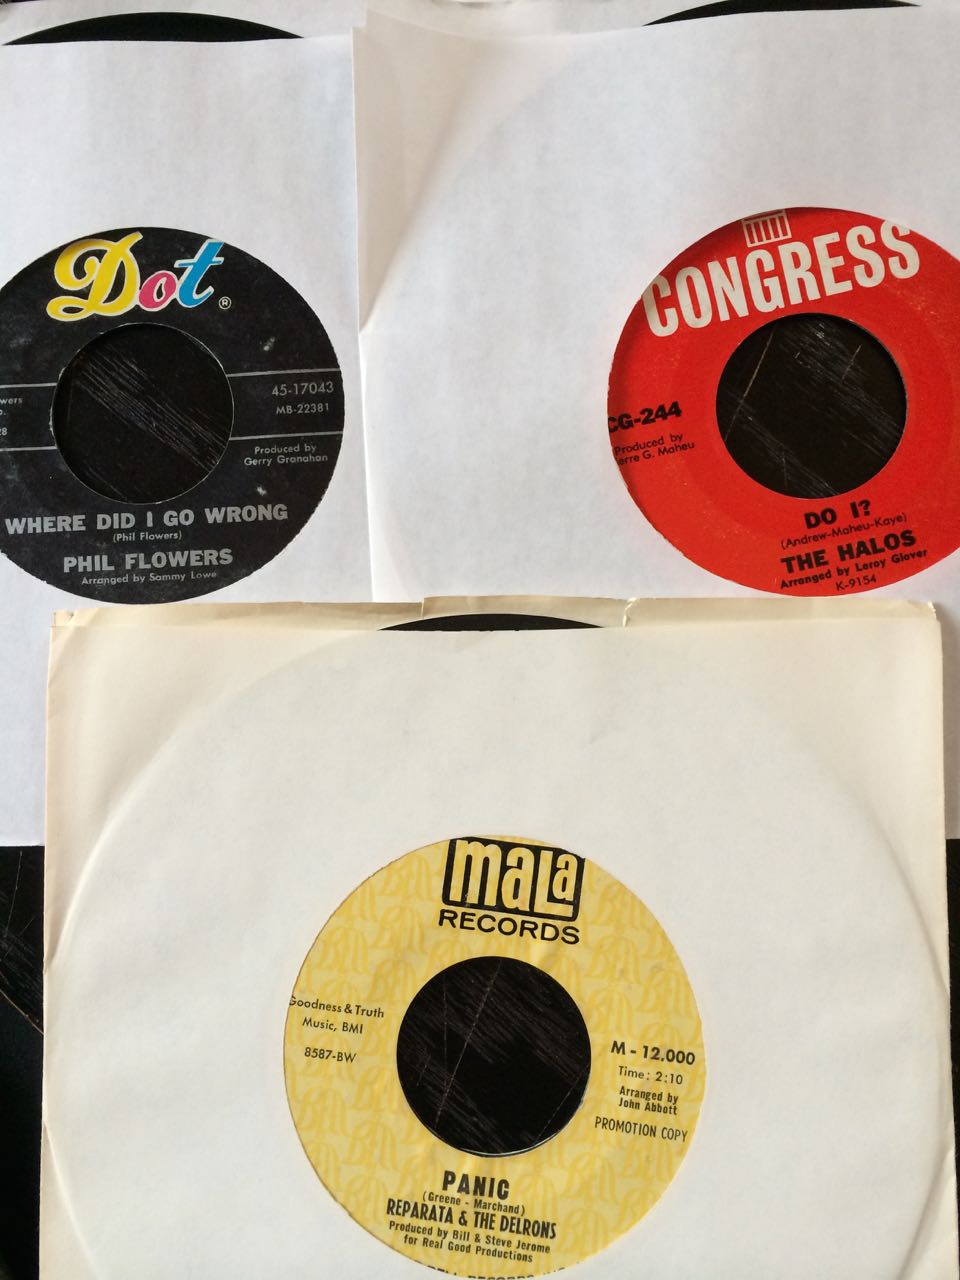 Dot®
45-17043
MB-22381
Produced by
Gerry Granahan
WHERE DID I GO WRONG
(Phil Flowers)
PHIL FLOWERS
Arranged by Sammy Lowe
CONGRESS
CG-244
Produced by
G. Maheu
DO I?
(Andrew-Maheu-Kaye)
THE HALOS
Arranged by Leroy Glover
K-9154
mala
RECORDS
Goodness & Truth
Music, BMI
8587-BW
M - 12.000
Time: 2:10
Arranged by
John Abbott
PROMOTION COPY
PANIC
(Greene - Marchand)
REPARATA & THE DELRONS
Produced by Bill & Steve Jerome
for Real Good Productions